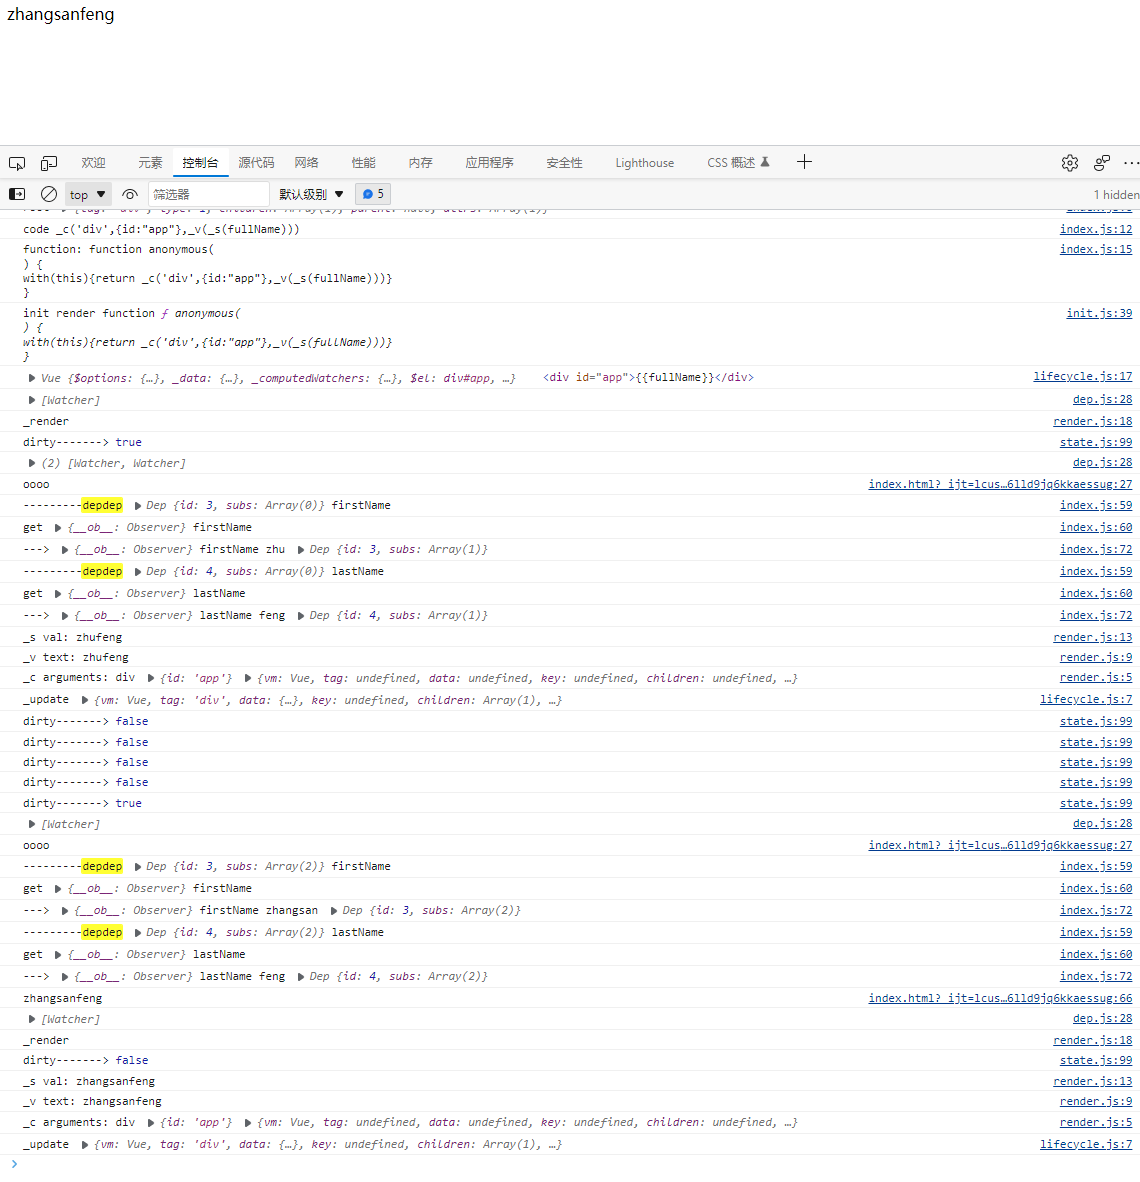 zhangsanfeng
欢迎 元素 控制台 源代码 网络 性能 内存 应用程序 安全性 Lighthouse CSS 概述
top 筛选器 默认级别 5 1 hidden
code _c('div',{id:"app"},_v(_s(fullName))) index.js:12
function: function anonymous( index.js:15
) {
with(this){return _c('div',{id:"app"},_v(_s(fullName)))}
}
init render function ƒ anonymous( init.js:39
) {
with(this){return _c('div',{id:"app"},_v(_s(fullName)))}
}
Vue {$options: {…}, _data: {…}, _computedWatchers: {…}, $el: div#app, …} <div id="app">{{fullName}}</div> lifecycle.js:17
[Watcher] dep.js:28
_render render.js:18
dirty-------> true state.js:99
(2) [Watcher, Watcher] dep.js:28
oooo index.html?_ijt=lcus…6lld9jq6kkaessug:27
---------depdep Dep {id: 3, subs: Array(0)} firstName index.js:59
get {__ob__: Observer} firstName index.js:60
---> {__ob__: Observer} firstName zhu Dep {id: 3, subs: Array(1)} index.js:72
---------depdep Dep {id: 4, subs: Array(0)} lastName index.js:59
get {__ob__: Observer} lastName index.js:60
---> {__ob__: Observer} lastName feng Dep {id: 4, subs: Array(1)} index.js:72
_s val: zhufeng render.js:13
_v text: zhufeng render.js:9
_c arguments: div {id: 'app'} {vm: Vue, tag: undefined, data: undefined, key: undefined, children: undefined, …} render.js:5
_update {vm: Vue, tag: 'div', data: {…}, key: undefined, children: Array(1), …} lifecycle.js:7
dirty-------> false state.js:99
dirty-------> false state.js:99
dirty-------> false state.js:99
dirty-------> false state.js:99
dirty-------> true state.js:99
[Watcher] dep.js:28
oooo index.html?_ijt=lcus…6lld9jq6kkaessug:27
---------depdep Dep {id: 3, subs: Array(2)} firstName index.js:59
get {__ob__: Observer} firstName index.js:60
---> {__ob__: Observer} firstName zhangsan Dep {id: 3, subs: Array(2)} index.js:72
---------depdep Dep {id: 4, subs: Array(2)} lastName index.js:59
get {__ob__: Observer} lastName index.js:60
---> {__ob__: Observer} lastName feng Dep {id: 4, subs: Array(2)} index.js:72
zhangsanfeng index.html?_ijt=lcus…6lld9jq6kkaessug:66
[Watcher] dep.js:28
_render render.js:18
dirty-------> false state.js:99
_s val: zhangsanfeng render.js:13
_v text: zhangsanfeng render.js:9
_c arguments: div {id: 'app'} {vm: Vue, tag: undefined, data: undefined, key: undefined, children: undefined, …} render.js:5
_update {vm: Vue, tag: 'div', data: {…}, key: undefined, children: Array(1), …} lifecycle.js:7